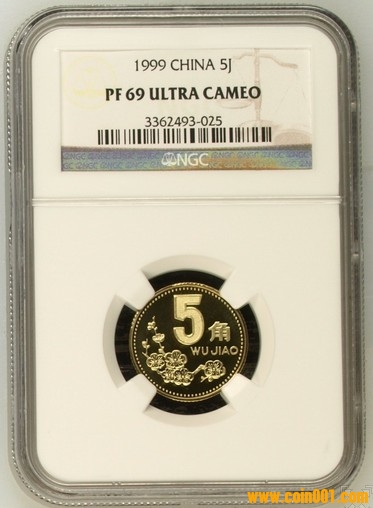 1999 CHINA 5J
PF 69 ULTRA CAMEO
3362493-025
NGC
5角
WU JIAO
www.coin001.com